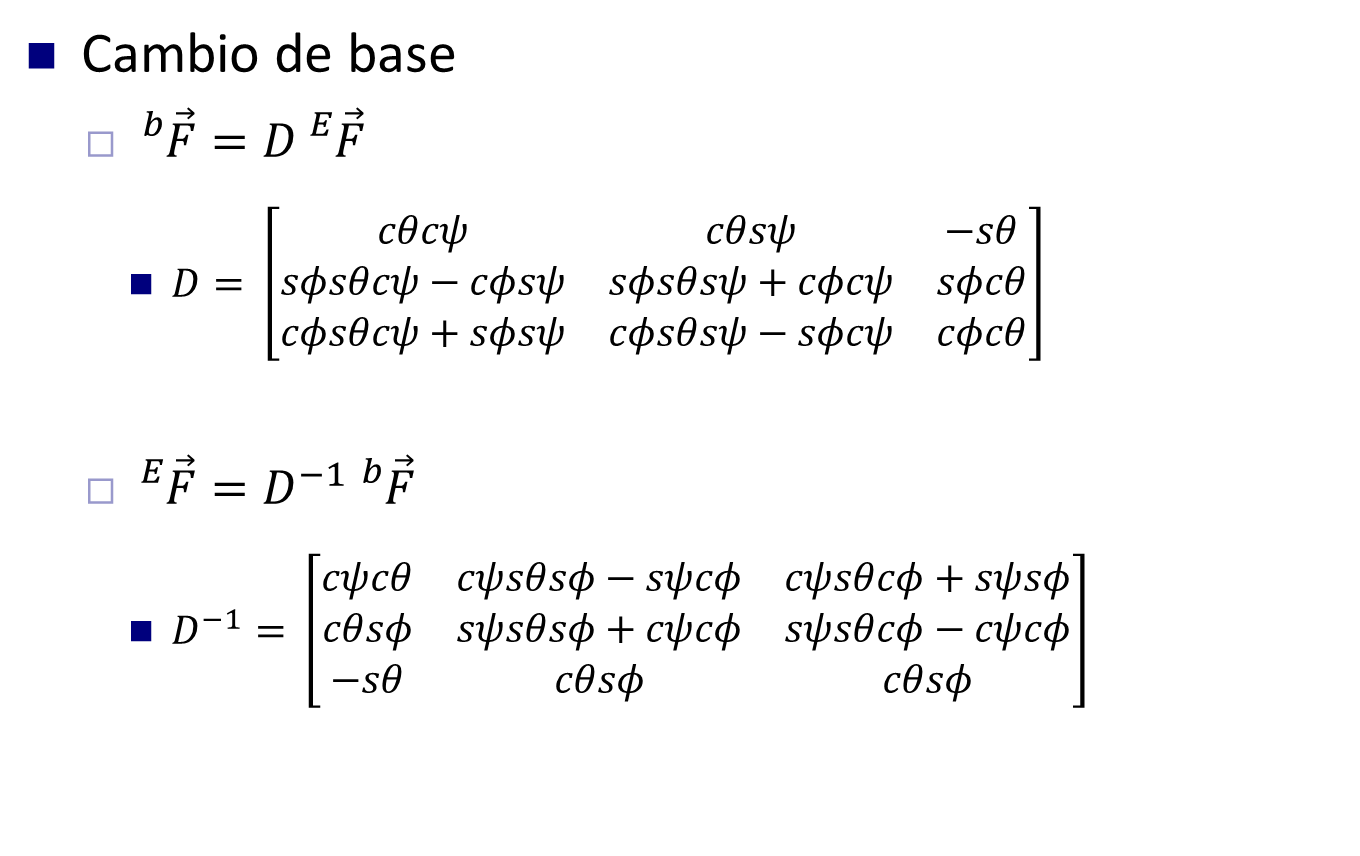 Cambio de base
ᵇF⃗ = D ᴱF⃗
D = [ cθcψ cθsψ −sθ
sϕsθcψ − cϕsψ sϕsθsψ + cϕcψ sϕcθ
cϕsθcψ + sϕsψ cϕsθsψ − sϕcψ cϕcθ ]
ᴱF⃗ = D⁻¹ ᵇF⃗
D⁻¹ = [ cψcθ cψsθsϕ − sψcϕ cψsθcϕ + sψsϕ
cθsϕ sψsθsϕ + cψcϕ sψsθcϕ − cψcϕ
−sθ cθsϕ cθsϕ ]